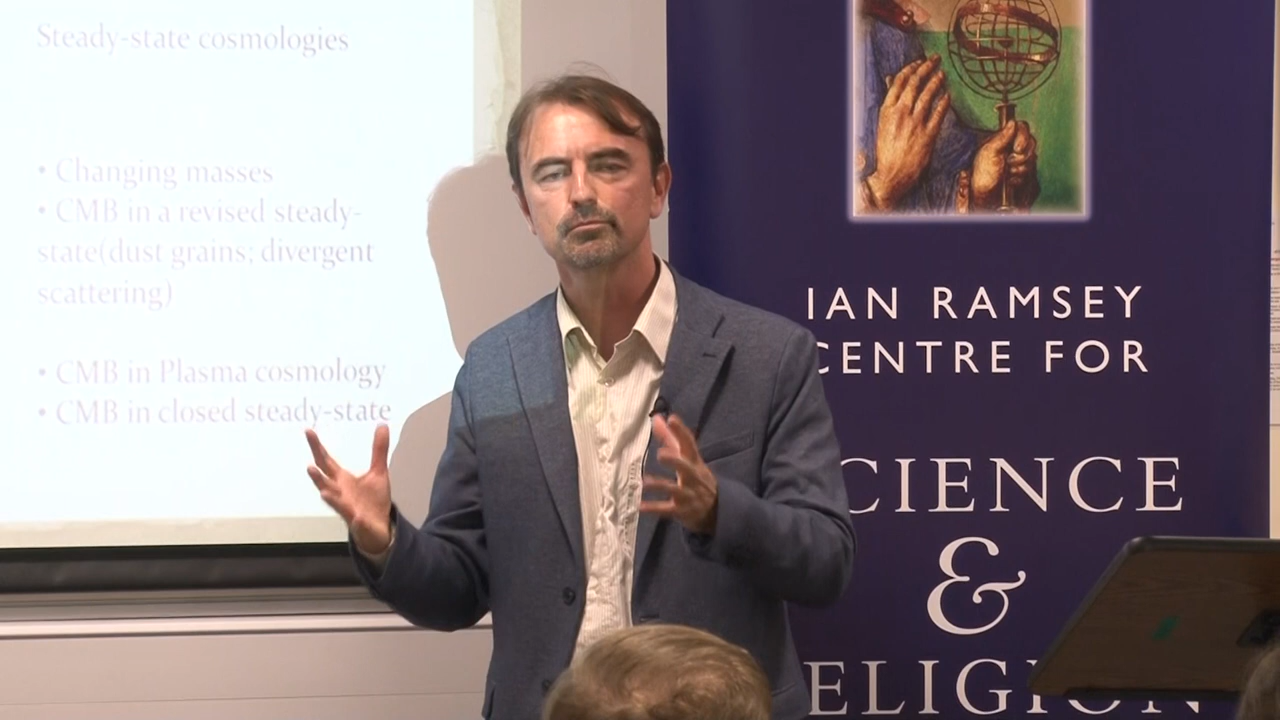 Steady-state cosmologies
• Changing masses
• CMB in a revised steady-
state(dust grains; divergent
scattering)
• CMB in Plasma cosmology
• CMB in closed steady-state
IAN RAMSEY
CENTRE FOR
CIENCE
&
ELIGION